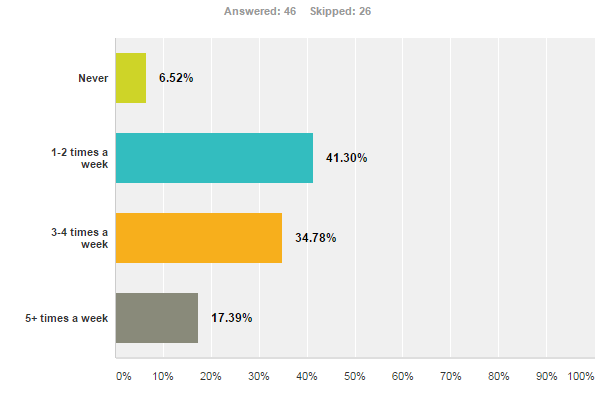 Answered: 46 Skipped: 26
Never
6.52%
1-2 times a
week
41.30%
3-4 times a
week
34.78%
5+ times a week
17.39%
0% 10% 20% 30% 40% 50% 60% 70% 80% 90% 100%